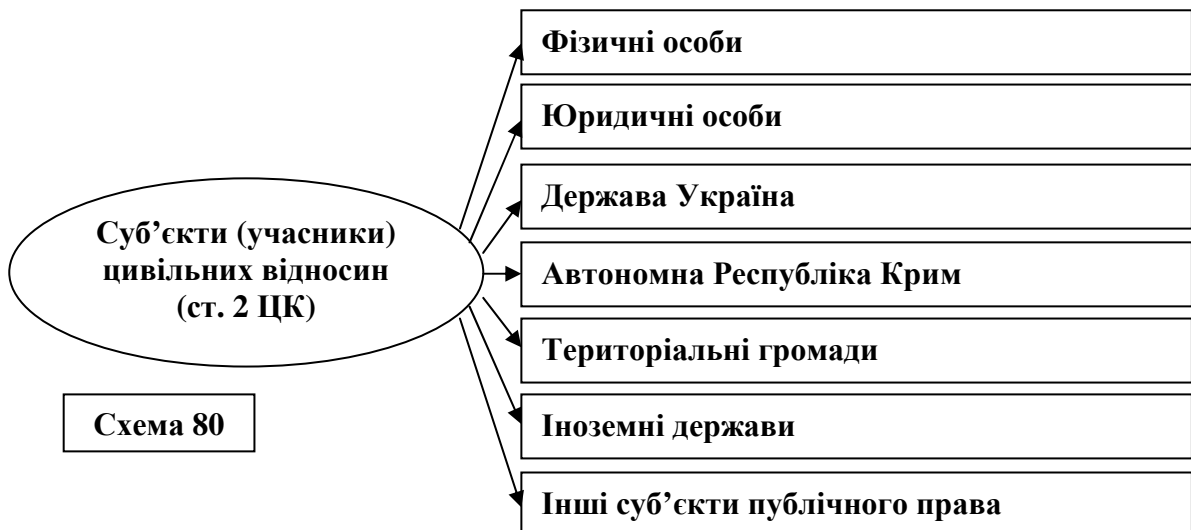 Фізичні особи
Юридичні особи
Держава Україна
Суб’єкти (учасники)
цивільних відносин
(ст. 2 ЦК)
Автономна Республіка Крим
Територіальні громади
Іноземні держави
Інші суб’єкти публічного права
Схема 80